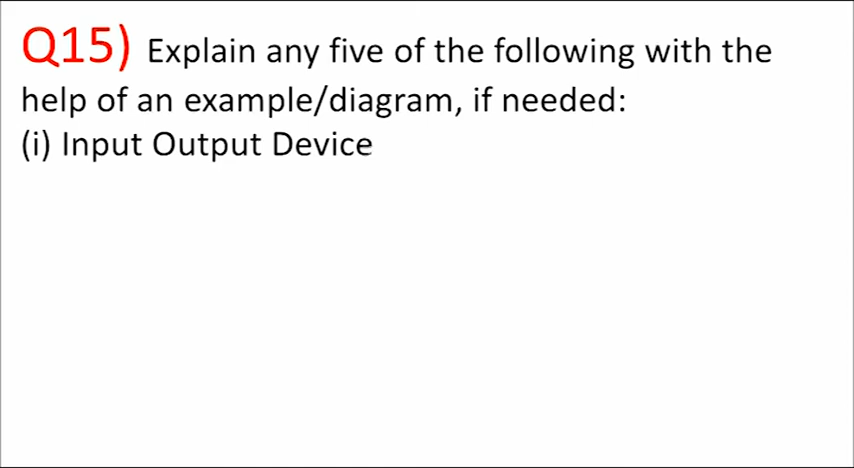 Q15) Explain any five of the following with the
help of an example/diagram, if needed:
(i) Input Output Device